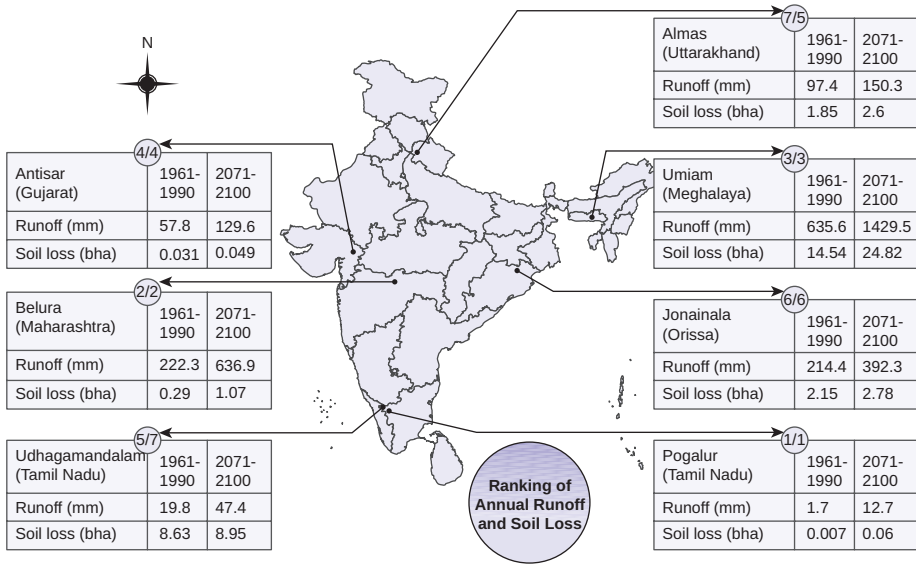 7/5
Almas
(Uttarakhand)
1961-
1990
2071-
2100
Runoff (mm) 97.4 150.3
Soil loss (bha) 1.85 2.6
N
4/4
Antisar
(Gujarat)
1961-
1990
2071-
2100
Runoff (mm) 57.8 129.6
Soil loss (bha) 0.031 0.049
3/3
Umiam
(Meghalaya)
1961-
1990
2071-
2100
Runoff (mm) 635.6 1429.5
Soil loss (bha) 14.54 24.82
2/2
Belura
(Maharashtra)
1961-
1990
2071-
2100
Runoff (mm) 222.3 636.9
Soil loss (bha) 0.29 1.07
6/6
Jonainala
(Orissa)
1961-
1990
2071-
2100
Runoff (mm) 214.4 392.3
Soil loss (bha) 2.15 2.78
5/7
Udhagamandalam
(Tamil Nadu)
1961-
1990
2071-
2100
Runoff (mm) 19.8 47.4
Soil loss (bha) 8.63 8.95
Ranking of
Annual Runoff
and Soil Loss
1/1
Pogalur
(Tamil Nadu)
1961-
1990
2071-
2100
Runoff (mm) 1.7 12.7
Soil loss (bha) 0.007 0.06